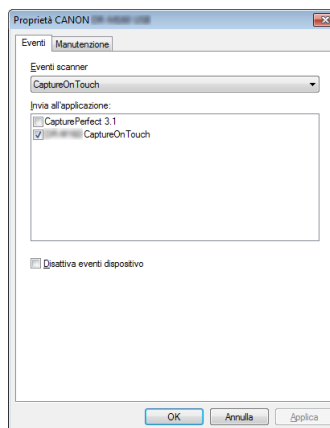 Proprietà CANON
Eventi
Manutenzione
Eventi scanner
CaptureOnTouch
Invia all'applicazione:
CapturePerfect 3.1
CaptureOnTouch
Disattiva eventi dispositivo
OK
Annulla
Applica